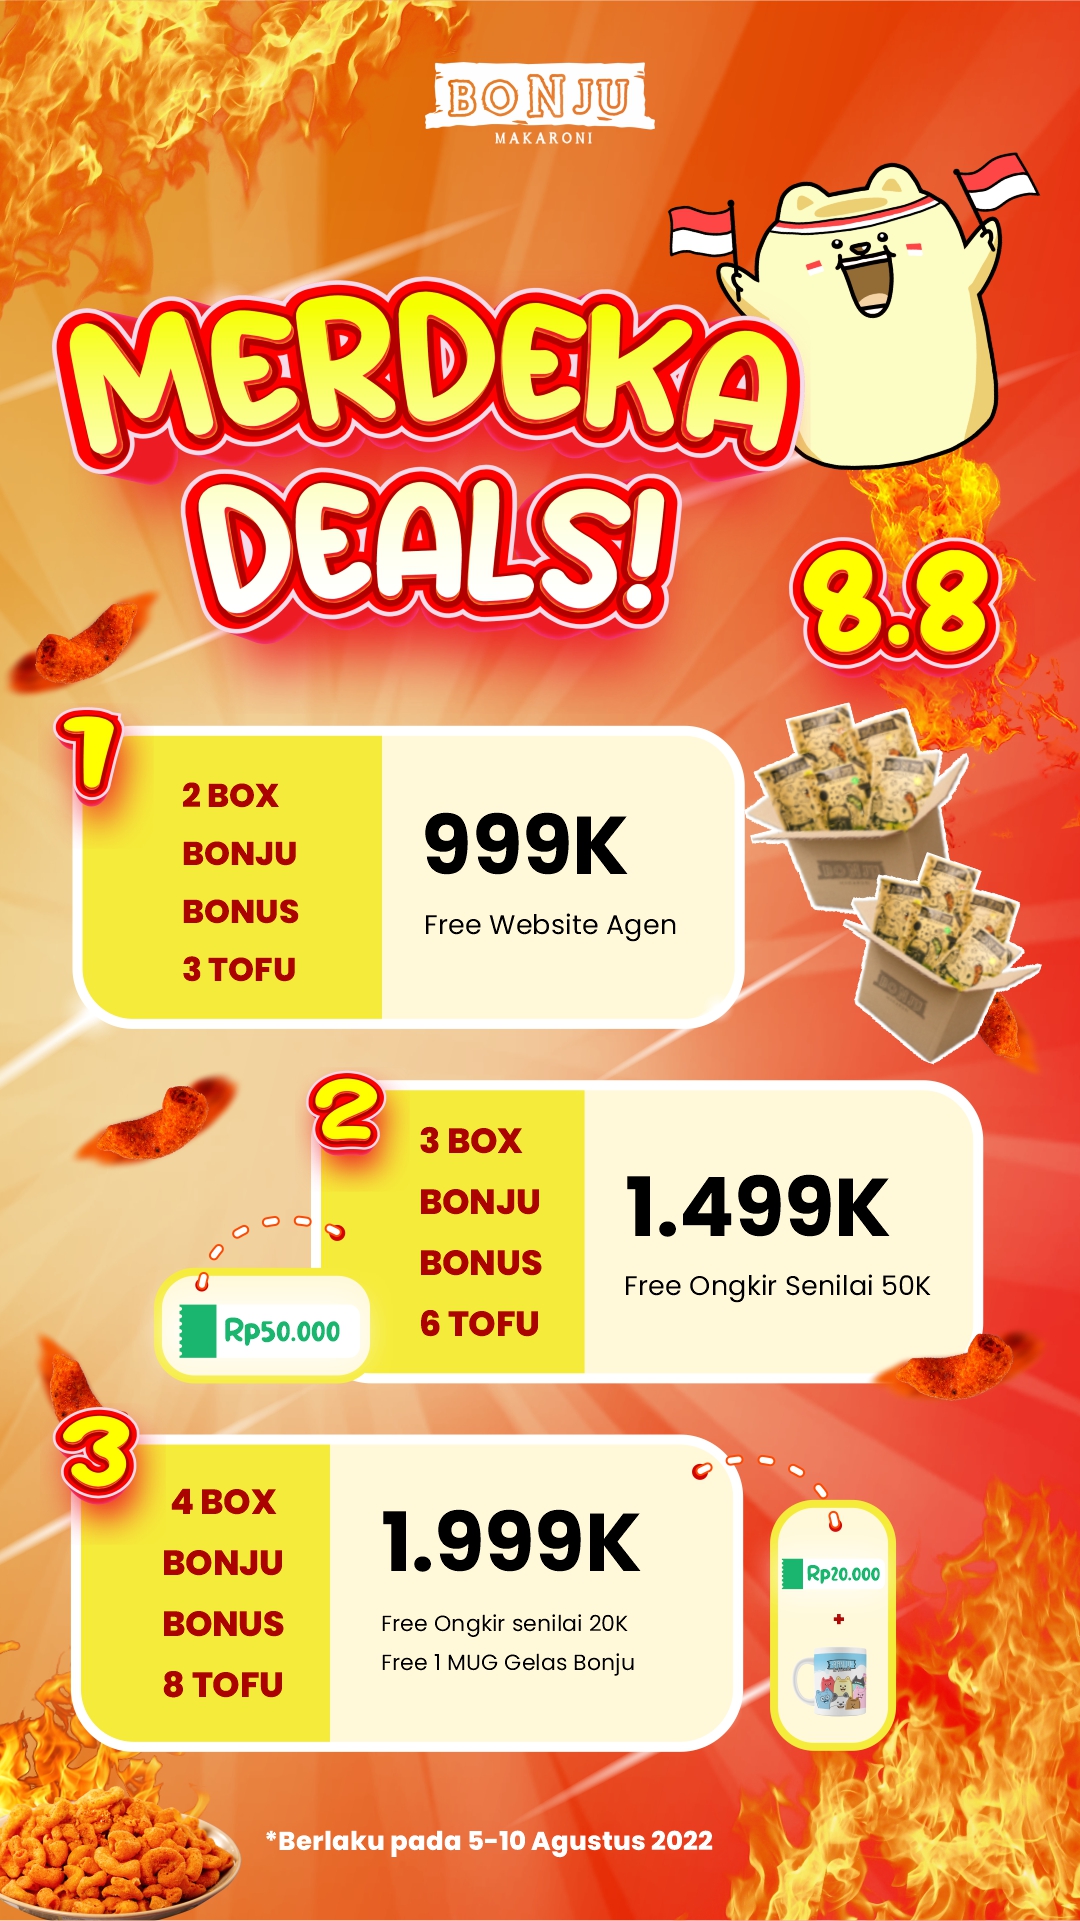 BONJU
MAKARONI
MERDEKA
DEALS!
8.8
1
2 BOX
BONJU
BONUS
3 TOFU
999K
Free Website Agen
BONJU
BONJU
2
3 BOX
BONJU
BONUS
6 TOFU
1.499K
Free Ongkir Senilai 50K
Rp50.000
3
4 BOX
BONJU
BONUS
8 TOFU
1.999K
Free Ongkir senilai 20K
Free 1 MUG Gelas Bonju
Rp20.000
+
*Berlaku pada 5-10 Agustus 2022